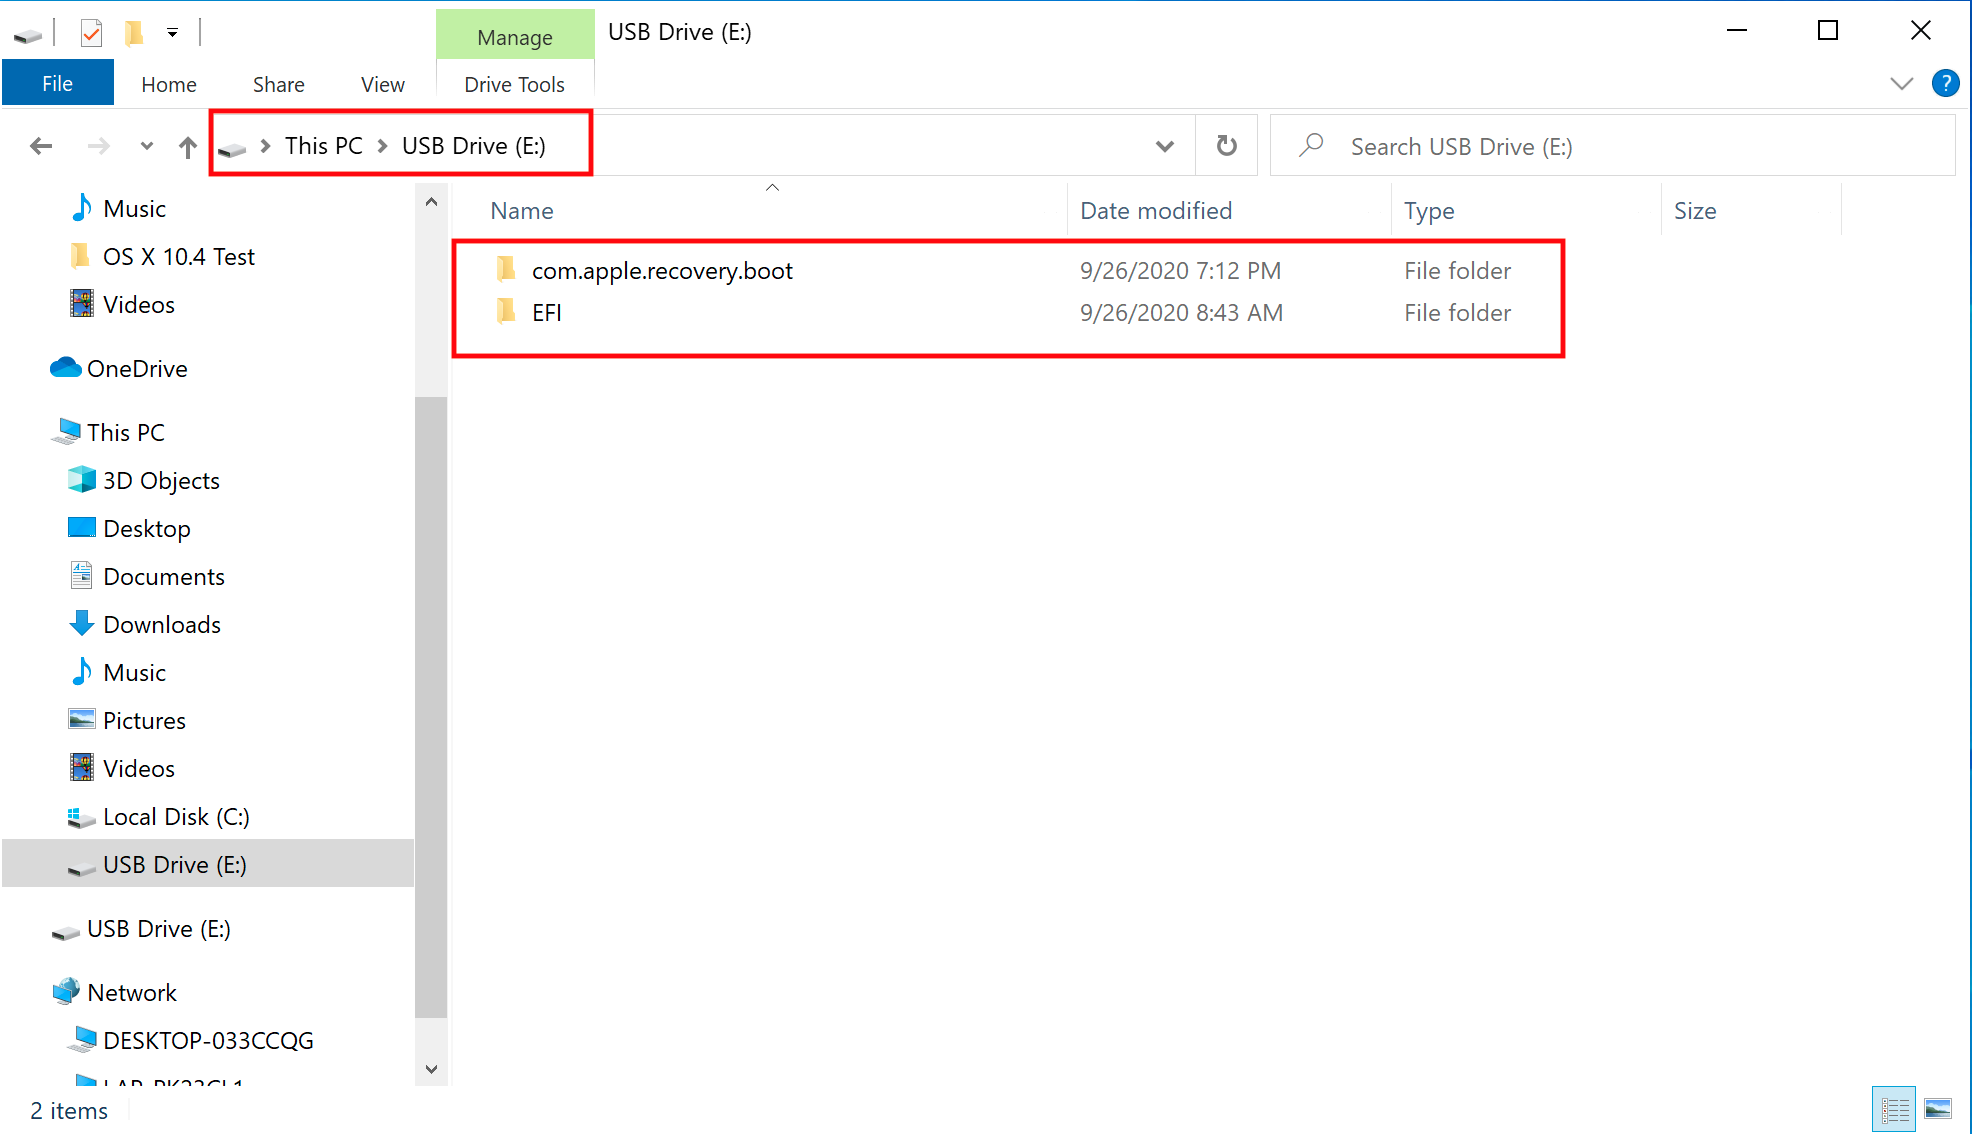 Manage
USB Drive (E:)
File
Home
Share
View
Drive Tools
?
This PC
USB Drive (E:)
Search USB Drive (E:)
Music
OS X 10.4 Test
Videos
OneDrive
This PC
3D Objects
Desktop
Documents
Downloads
Music
Pictures
Videos
Local Disk (C:)
USB Drive (E:)
USB Drive (E:)
Network
DESKTOP-033CCQG
Name
Date modified
Type
Size
com.apple.recovery.boot 9/26/2020 7:12 PM File folder
EFI 9/26/2020 8:43 AM File folder
2 items